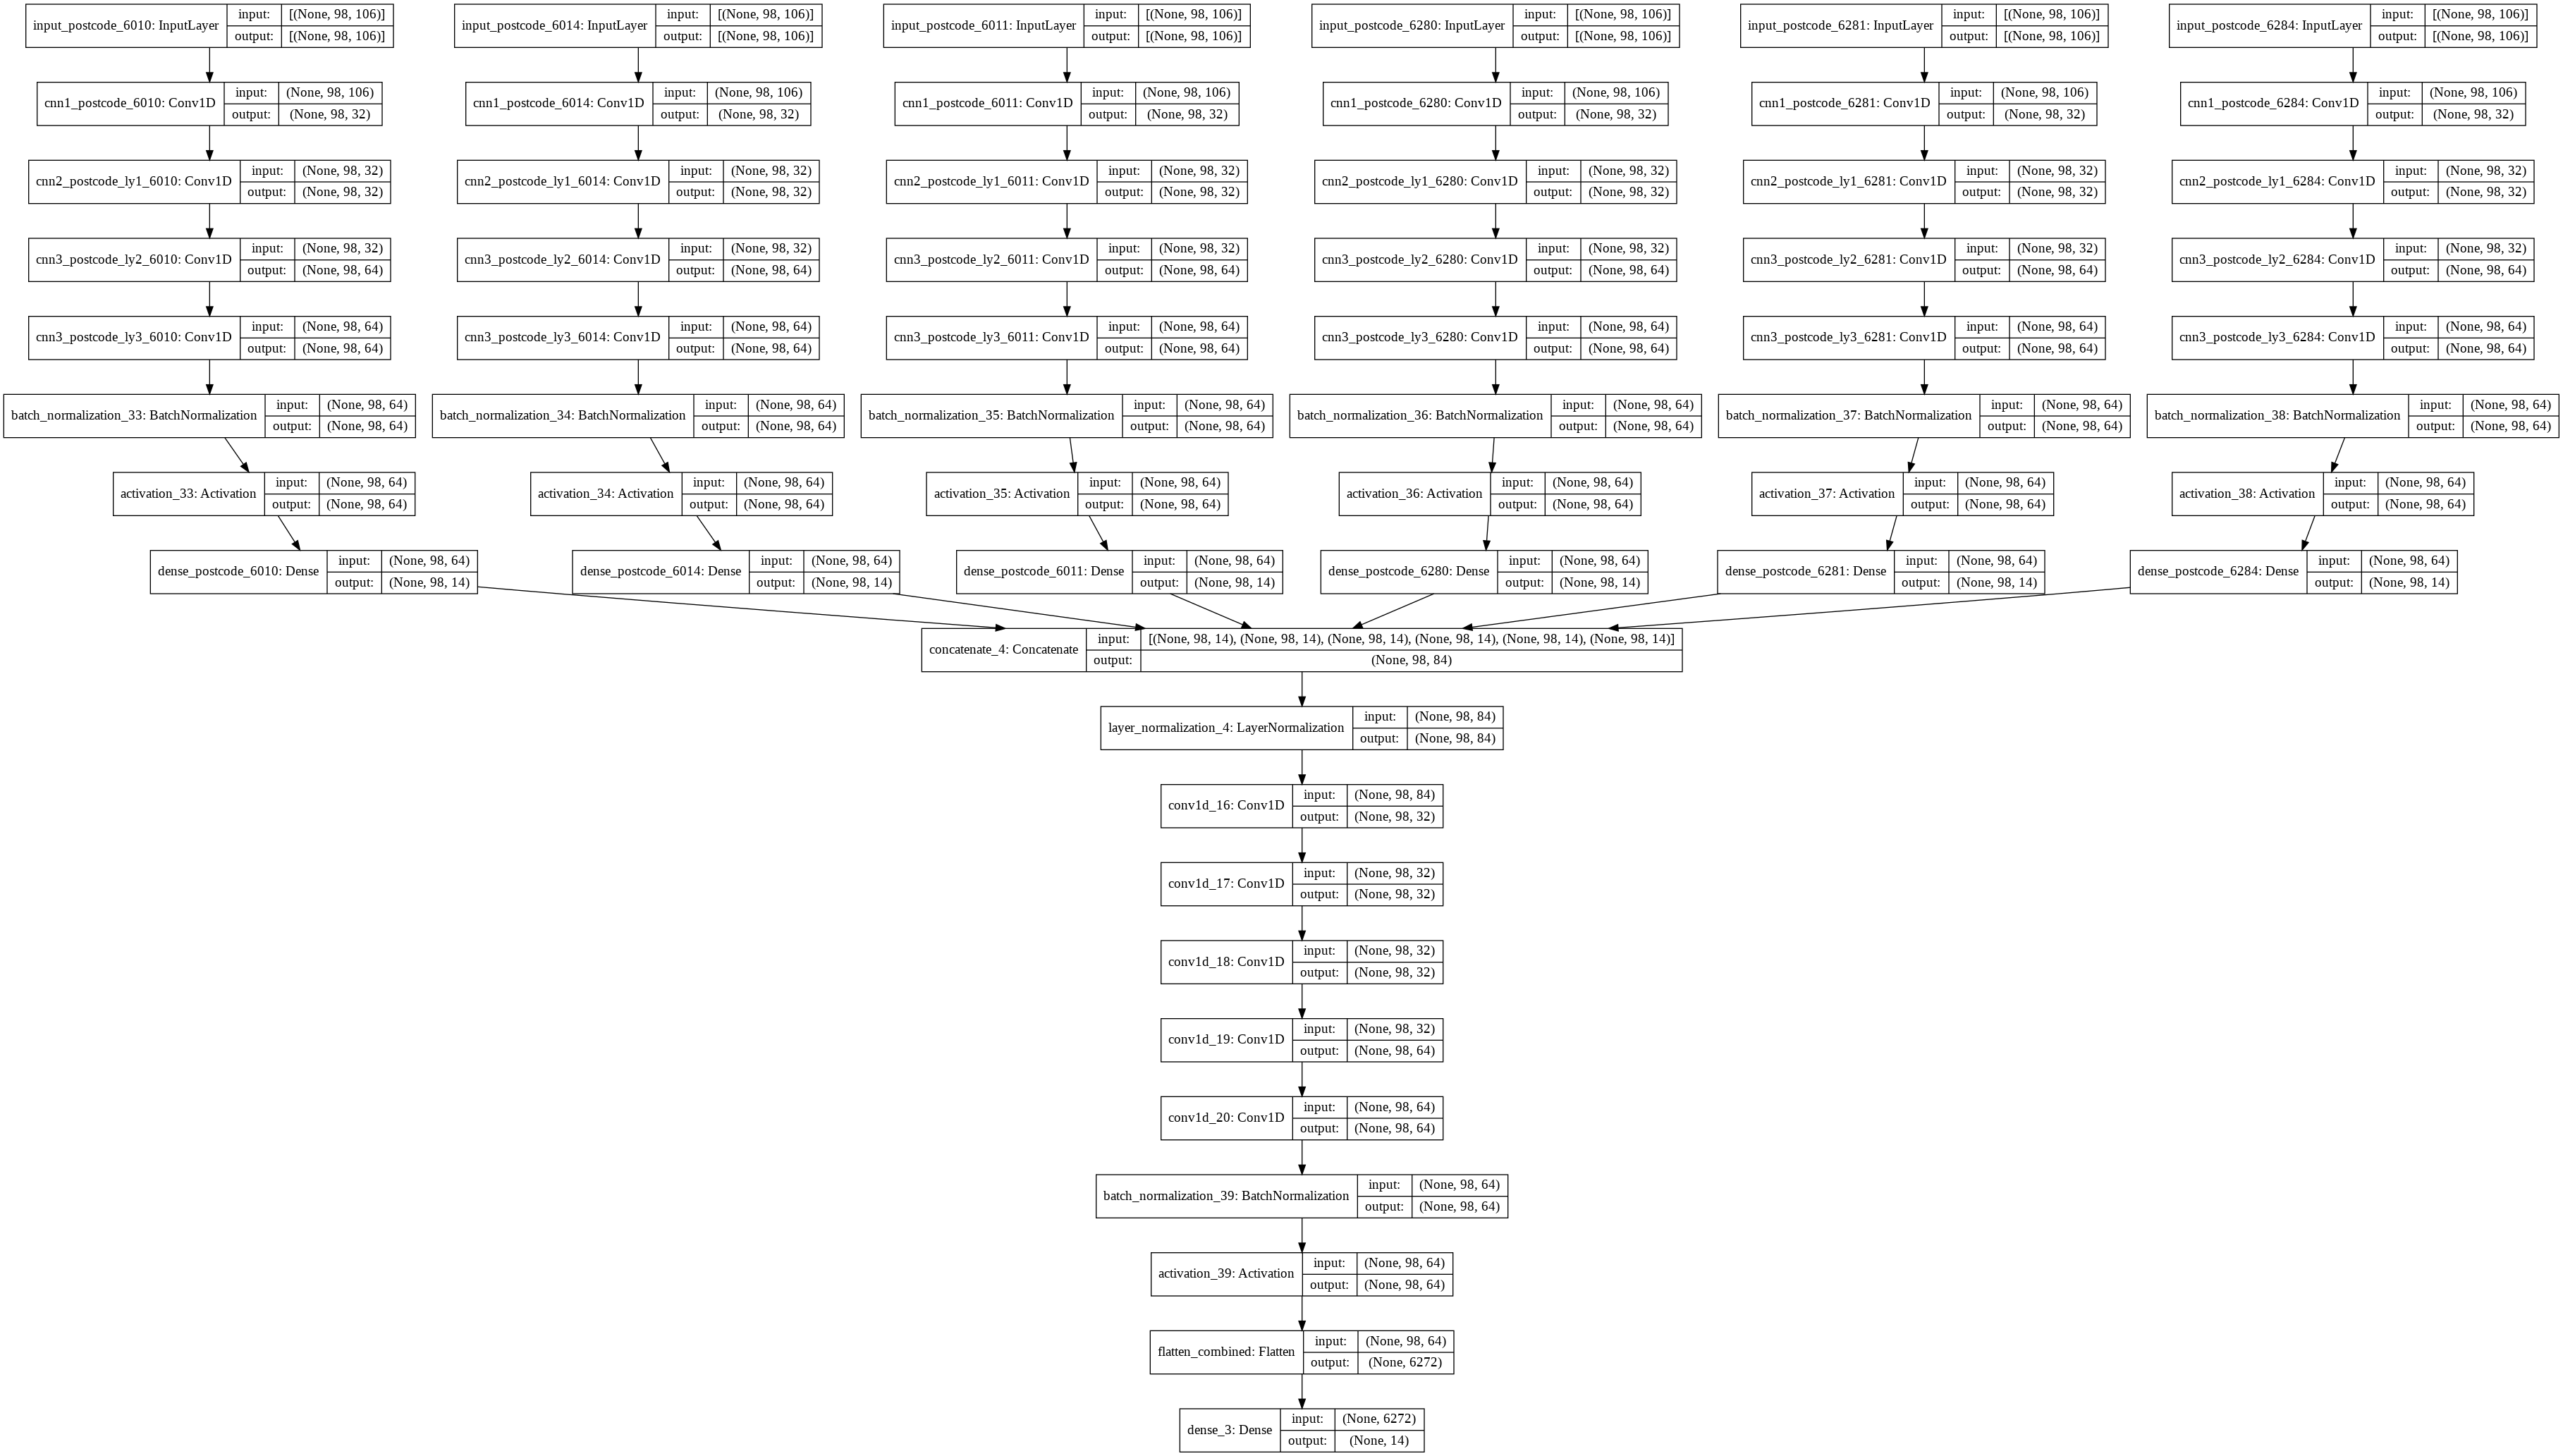 input_postcode_6010: InputLayer input: [(None, 98, 106)] output: [(None, 98, 106)]
input_postcode_6014: InputLayer input: [(None, 98, 106)] output: [(None, 98, 106)]
input_postcode_6011: InputLayer input: [(None, 98, 106)] output: [(None, 98, 106)]
input_postcode_6280: InputLayer input: [(None, 98, 106)] output: [(None, 98, 106)]
input_postcode_6281: InputLayer input: [(None, 98, 106)] output: [(None, 98, 106)]
input_postcode_6284: InputLayer input: [(None, 98, 106)] output: [(None, 98, 106)]
cnn1_postcode_6010: Conv1D input: (None, 98, 106) output: (None, 98, 32)
cnn1_postcode_6014: Conv1D input: (None, 98, 106) output: (None, 98, 32)
cnn1_postcode_6011: Conv1D input: (None, 98, 106) output: (None, 98, 32)
cnn1_postcode_6280: Conv1D input: (None, 98, 106) output: (None, 98, 32)
cnn1_postcode_6281: Conv1D input: (None, 98, 106) output: (None, 98, 32)
cnn1_postcode_6284: Conv1D input: (None, 98, 106) output: (None, 98, 32)
cnn2_postcode_ly1_6010: Conv1D input: (None, 98, 32) output: (None, 98, 32)
cnn2_postcode_ly1_6014: Conv1D input: (None, 98, 32) output: (None, 98, 32)
cnn2_postcode_ly1_6011: Conv1D input: (None, 98, 32) output: (None, 98, 32)
cnn2_postcode_ly1_6280: Conv1D input: (None, 98, 32) output: (None, 98, 32)
cnn2_postcode_ly1_6281: Conv1D input: (None, 98, 32) output: (None, 98, 32)
cnn2_postcode_ly1_6284: Conv1D input: (None, 98, 32) output: (None, 98, 32)
cnn3_postcode_ly2_6010: Conv1D input: (None, 98, 32) output: (None, 98, 64)
cnn3_postcode_ly2_6014: Conv1D input: (None, 98, 32) output: (None, 98, 64)
cnn3_postcode_ly2_6011: Conv1D input: (None, 98, 32) output: (None, 98, 64)
cnn3_postcode_ly2_6280: Conv1D input: (None, 98, 32) output: (None, 98, 64)
cnn3_postcode_ly2_6281: Conv1D input: (None, 98, 32) output: (None, 98, 64)
cnn3_postcode_ly2_6284: Conv1D input: (None, 98, 32) output: (None, 98, 64)
cnn3_postcode_ly3_6010: Conv1D input: (None, 98, 64) output: (None, 98, 64)
cnn3_postcode_ly3_6014: Conv1D input: (None, 98, 64) output: (None, 98, 64)
cnn3_postcode_ly3_6011: Conv1D input: (None, 98, 64) output: (None, 98, 64)
cnn3_postcode_ly3_6280: Conv1D input: (None, 98, 64) output: (None, 98, 64)
cnn3_postcode_ly3_6281: Conv1D input: (None, 98, 64) output: (None, 98, 64)
cnn3_postcode_ly3_6284: Conv1D input: (None, 98, 64) output: (None, 98, 64)
batch_normalization_33: BatchNormalization input: (None, 98, 64) output: (None, 98, 64)
batch_normalization_34: BatchNormalization input: (None, 98, 64) output: (None, 98, 64)
batch_normalization_35: BatchNormalization input: (None, 98, 64) output: (None, 98, 64)
batch_normalization_36: BatchNormalization input: (None, 98, 64) output: (None, 98, 64)
batch_normalization_37: BatchNormalization input: (None, 98, 64) output: (None, 98, 64)
batch_normalization_38: BatchNormalization input: (None, 98, 64) output: (None, 98, 64)
activation_33: Activation input: (None, 98, 64) output: (None, 98, 64)
activation_34: Activation input: (None, 98, 64) output: (None, 98, 64)
activation_35: Activation input: (None, 98, 64) output: (None, 98, 64)
activation_36: Activation input: (None, 98, 64) output: (None, 98, 64)
activation_37: Activation input: (None, 98, 64) output: (None, 98, 64)
activation_38: Activation input: (None, 98, 64) output: (None, 98, 64)
dense_postcode_6010: Dense input: (None, 98, 64) output: (None, 98, 14)
dense_postcode_6014: Dense input: (None, 98, 64) output: (None, 98, 14)
dense_postcode_6011: Dense input: (None, 98, 64) output: (None, 98, 14)
dense_postcode_6280: Dense input: (None, 98, 64) output: (None, 98, 14)
dense_postcode_6281: Dense input: (None, 98, 64) output: (None, 98, 14)
dense_postcode_6284: Dense input: (None, 98, 64) output: (None, 98, 14)
concatenate_4: Concatenate input: [(None, 98, 14), (None, 98, 14), (None, 98, 14), (None, 98, 14), (None, 98, 14), (None, 98, 14)] output: (None, 98, 84)
layer_normalization_4: LayerNormalization input: (None, 98, 84) output: (None, 98, 84)
conv1d_16: Conv1D input: (None, 98, 84) output: (None, 98, 32)
conv1d_17: Conv1D input: (None, 98, 32) output: (None, 98, 32)
conv1d_18: Conv1D input: (None, 98, 32) output: (None, 98, 32)
conv1d_19: Conv1D input: (None, 98, 32) output: (None, 98, 64)
conv1d_20: Conv1D input: (None, 98, 64) output: (None, 98, 64)
batch_normalization_39: BatchNormalization input: (None, 98, 64) output: (None, 98, 64)
activation_39: Activation input: (None, 98, 64) output: (None, 98, 64)
flatten_combined: Flatten input: (None, 98, 64) output: (None, 6272)
dense_3: Dense input: (None, 6272) output: (None, 14)